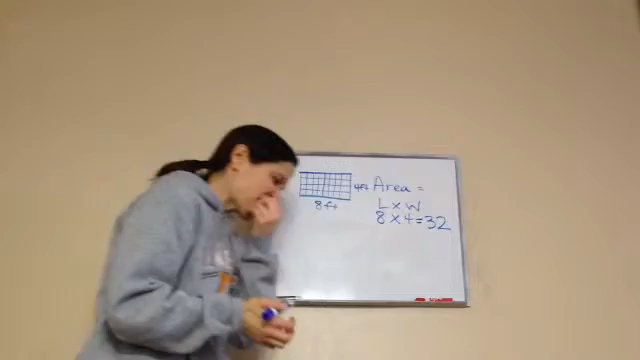 4ft
8 ft
Area =
L x W
8 x 4 = 32